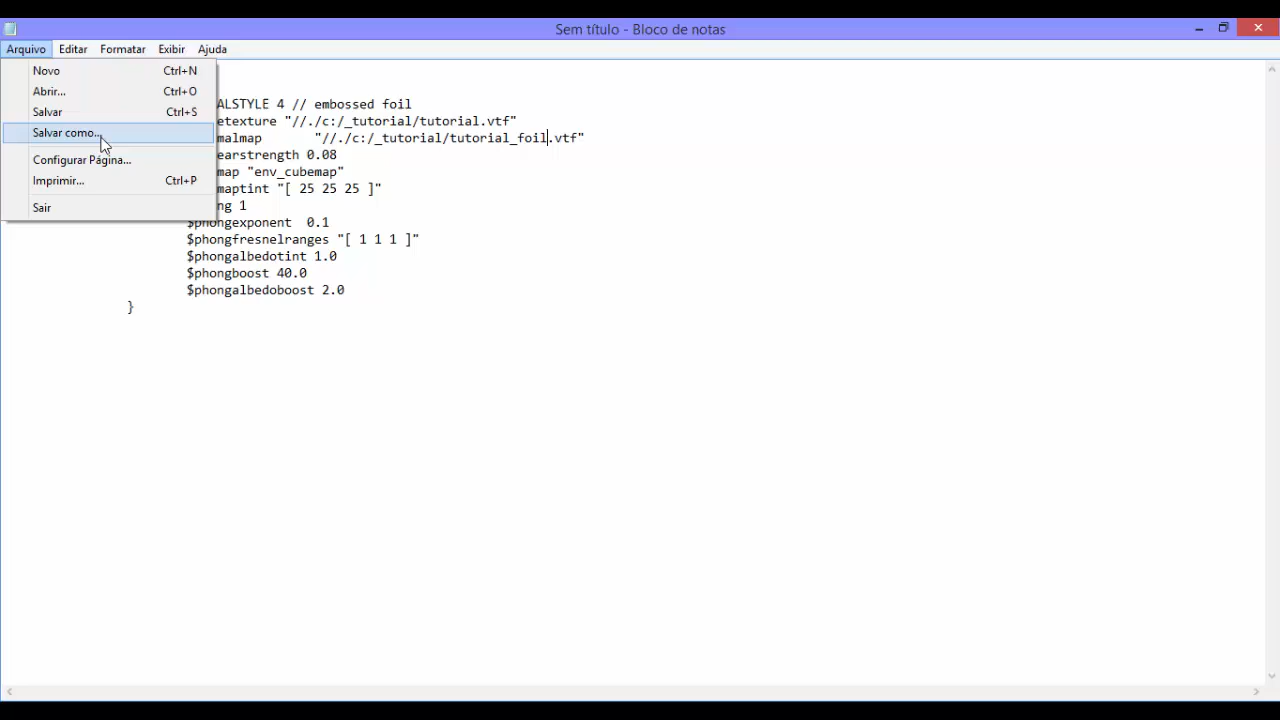 Sem título - Bloco de notas
Arquivo Editar Formatar Exibir Ajuda
Novo Ctrl+N
Abrir... Ctrl+O
Salvar Ctrl+S
Salvar como...
Configurar Página...
Imprimir... Ctrl+P
Sair
ALSTYLE 4 // embossed foil
etexture "//./c:/_tutorial/tutorial.vtf"
malmap "//./c:/_tutorial/tutorial_foil.vtf"
earstrength 0.08
map "env_cubemap"
maptint "[ 25 25 25 ]"
ng 1
$phongexponent 0.1
$phongfresnelranges "[ 1 1 1 ]"
$phongalbedotint 1.0
$phongboost 40.0
$phongalbedoboost 2.0
}